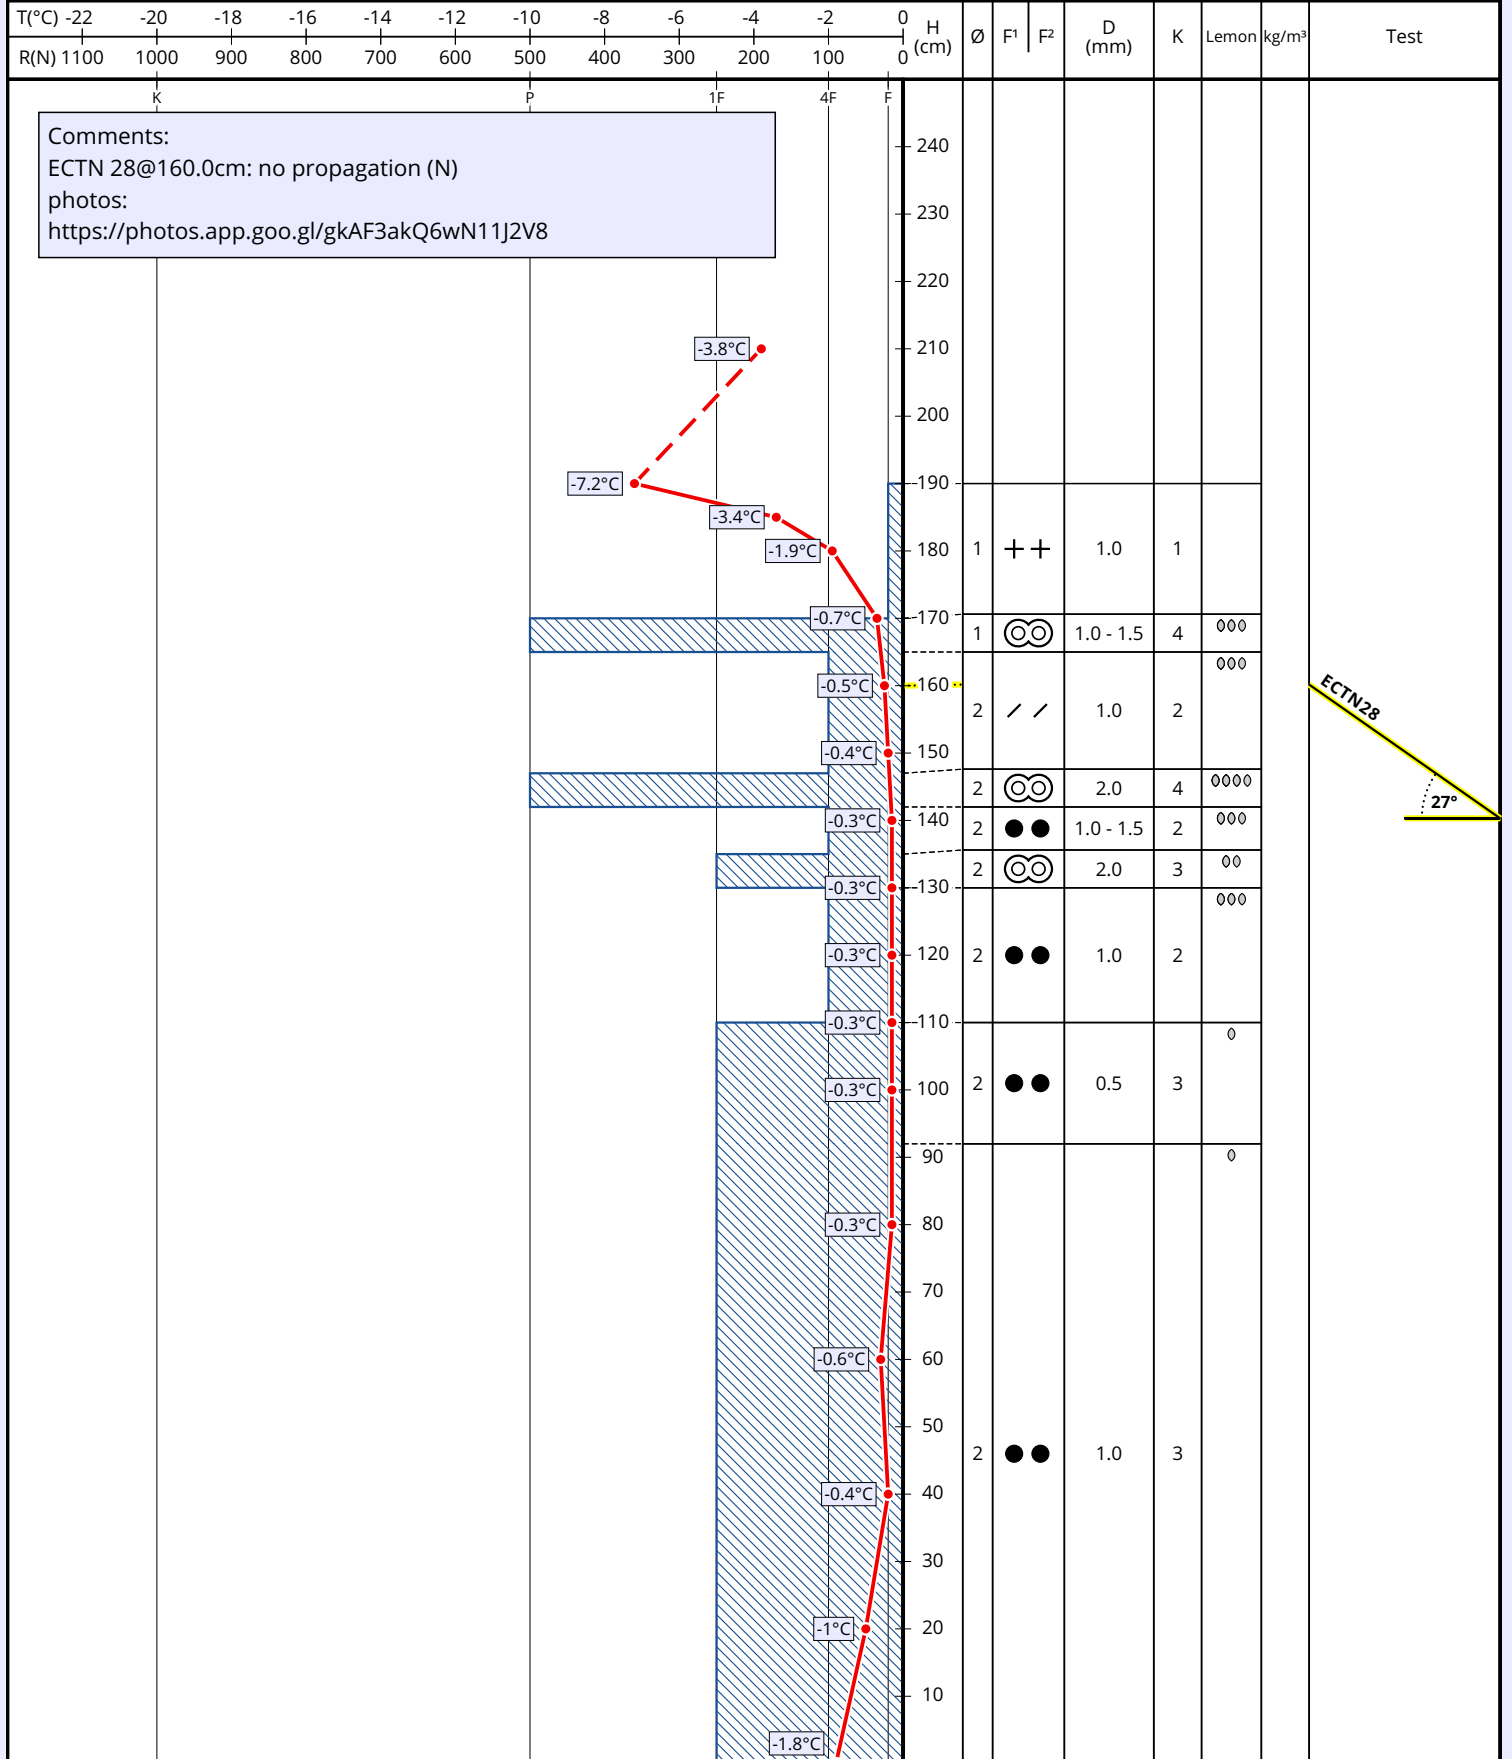 T(°C) -22 -20 -18 -16 -14 -12 -10 -8 -6 -4 -2 0
R(N) 1100 1000 900 800 700 600 500 400 300 200 100 0
H (cm) Ø F¹ F² D (mm) K Lemon kg/m³ Test
K P 1F 4F F
Comments:
ECTN 28@160.0cm: no propagation (N)
photos:
https://photos.app.goo.gl/gkAF3akQ6wN11J2V8
240
230
220
-3.8°C 210
200
-7.2°C 190
-3.4°C
-1.9°C 180 1 1.0 1
-0.7°C 170
1 1.0 - 1.5 4
-0.5°C 160
ECTN28
2 1.0 2
-0.4°C 150
2 2.0 4
27°
-0.3°C 140
2 1.0 - 1.5 2
2 2.0 3
-0.3°C 130
-0.3°C 120 2 1.0 2
-0.3°C 110
-0.3°C 100 2 0.5 3
90
-0.3°C 80
70
-0.6°C 60
50
2 1.0 3
-0.4°C 40
30
-1°C 20
10
-1.8°C